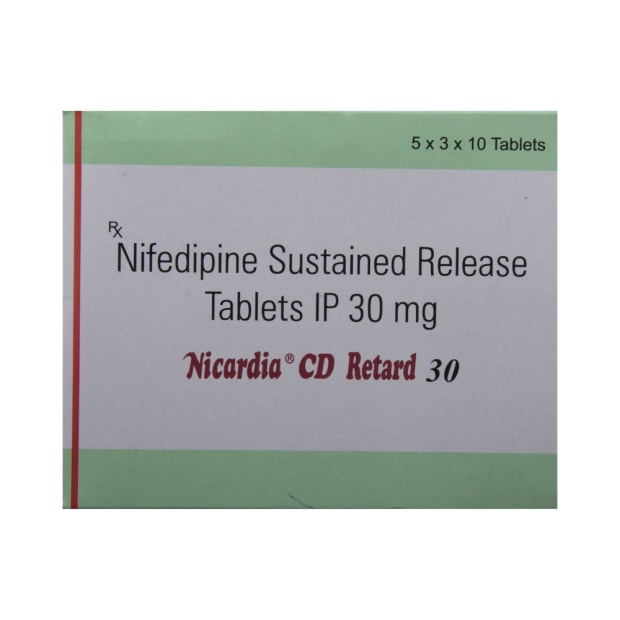 5 x 3 x 10 Tablets
Rx
Nifedipine Sustained Release
Tablets IP 30 mg
Nicardia® CD Retard 30